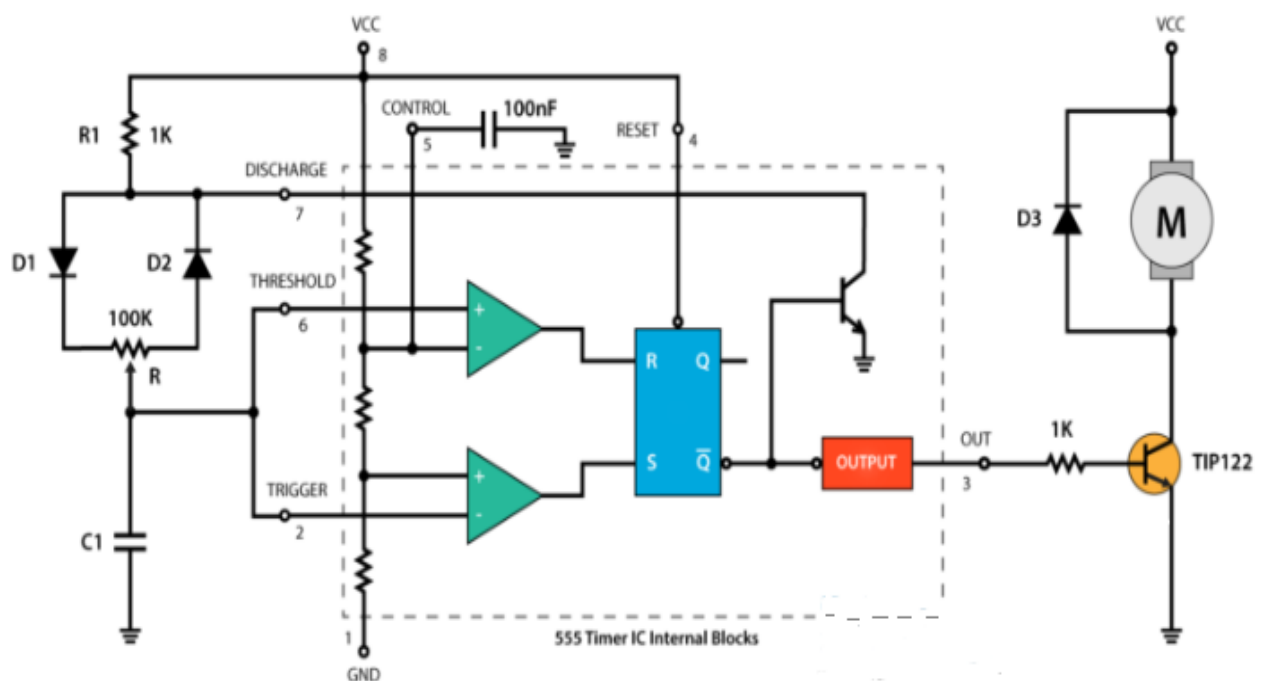 VCC
VCC
8
CONTROL
100nF
R1
1K
RESET
5
4
DISCHARGE
7
D3
M
D1
D2
THRESHOLD
100K
6
+
R
-
R
Q
1K
OUT
S
Q̅
OUTPUT
TIP122
+
TRIGGER
3
-
2
C1
1
555 Timer IC Internal Blocks
GND